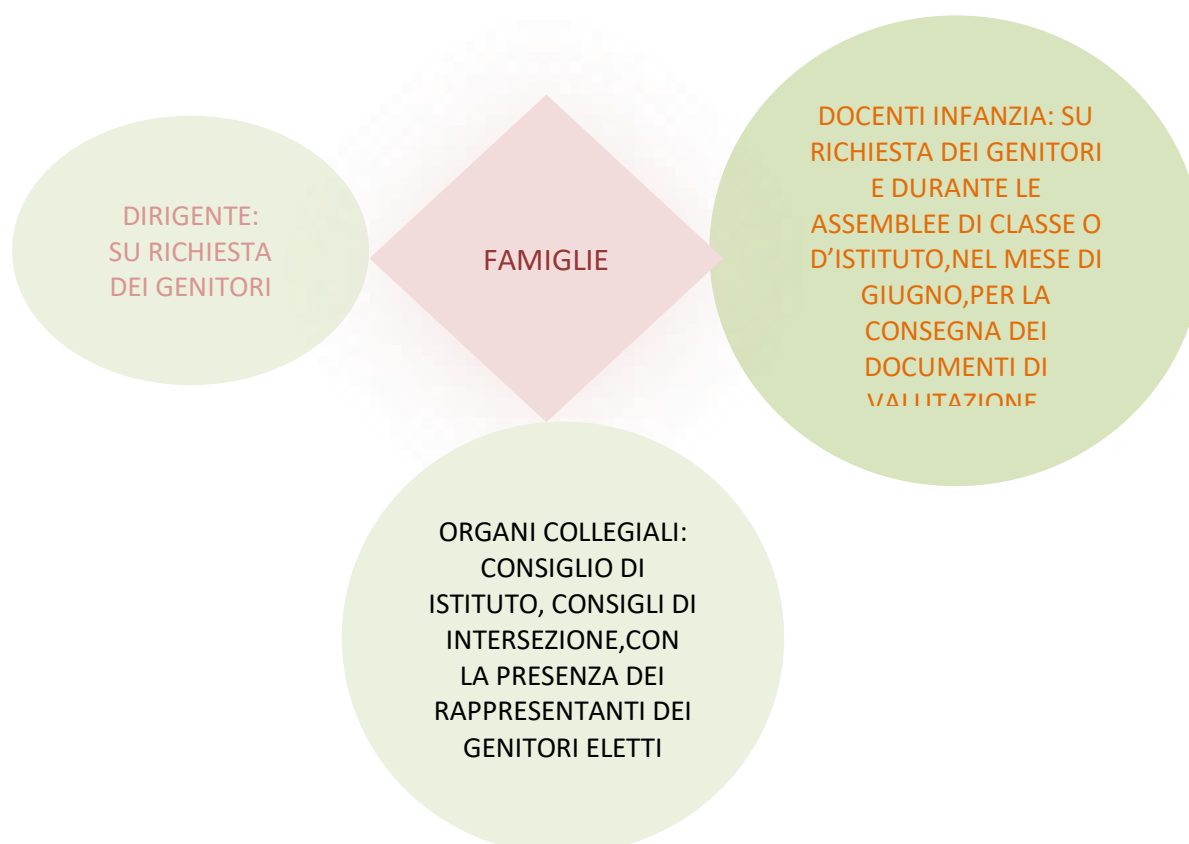 DIRIGENTE:
SU RICHIESTA
DEI GENITORI
FAMIGLIE
DOCENTI INFANZIA: SU
RICHIESTA DEI GENITORI
E DURANTE LE
ASSEMBLEE DI CLASSE O
D’ISTITUTO,NEL MESE DI
GIUGNO,PER LA
CONSEGNA DEI
DOCUMENTI DI
VALUTAZIONE
ORGANI COLLEGIALI:
CONSIGLIO DI
ISTITUTO, CONSIGLI DI
INTERSEZIONE,CON
LA PRESENZA DEI
RAPPRESENTANTI DEI
GENITORI ELETTI